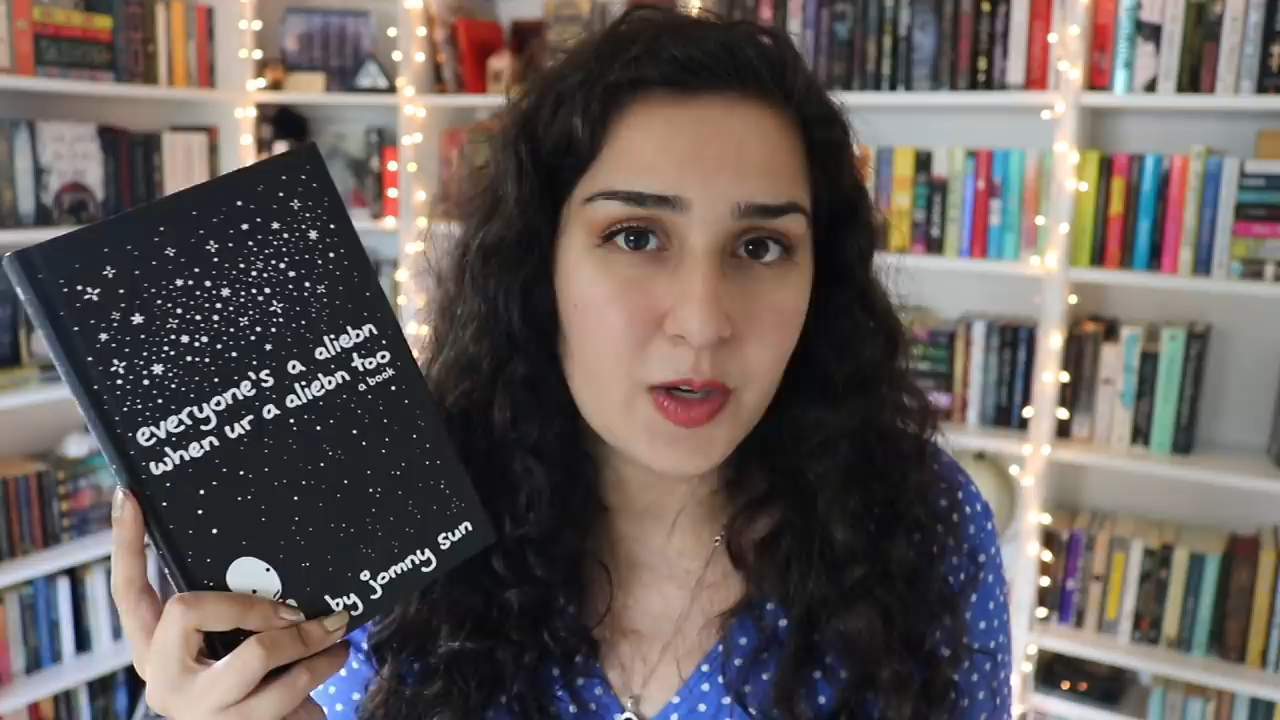 everyone's a aliebn
when ur a aliebn too
a book
by jomny sun